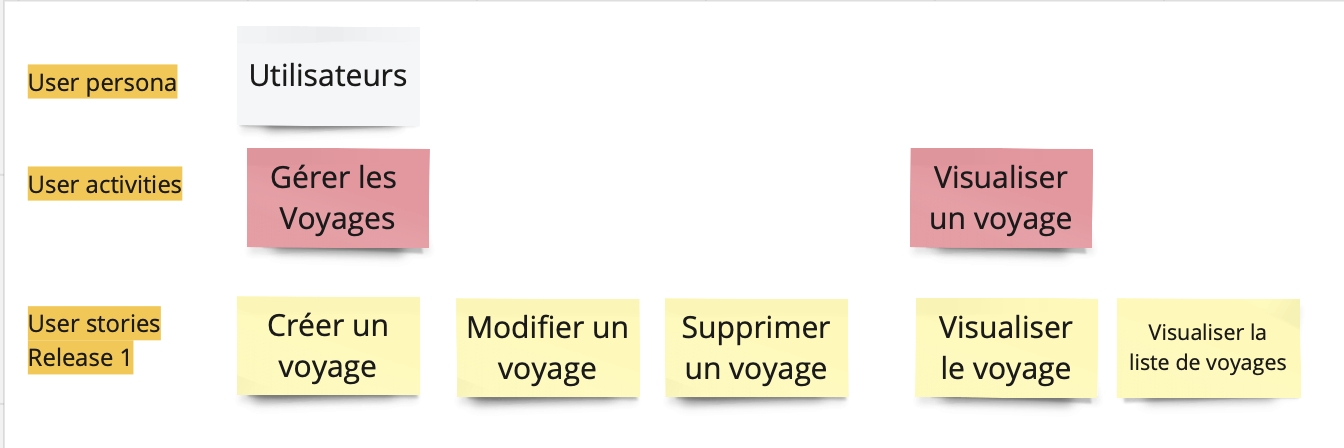 User persona
Utilisateurs
User activities
Gérer les
Voyages
Visualiser
un voyage
User stories
Release 1
Créer un
voyage
Modifier un
voyage
Supprimer
un voyage
Visualiser
le voyage
Visualiser la
liste de voyages